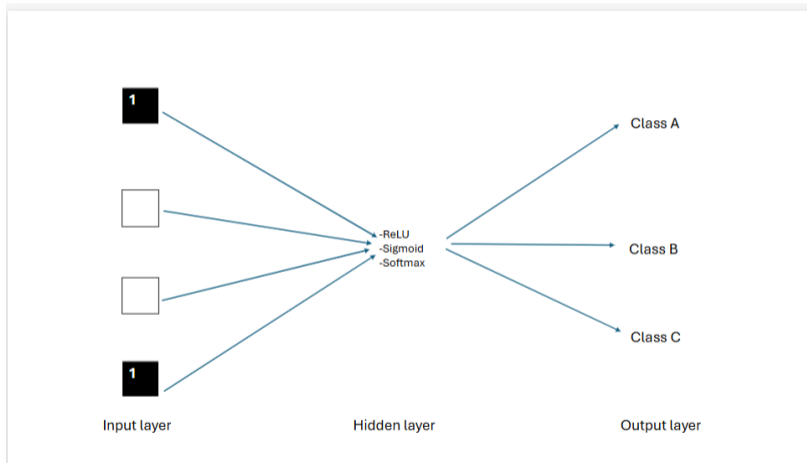 1
Class A
-ReLU
-Sigmoid
-Softmax
Class B
Class C
1
Input layer
Hidden layer
Output layer